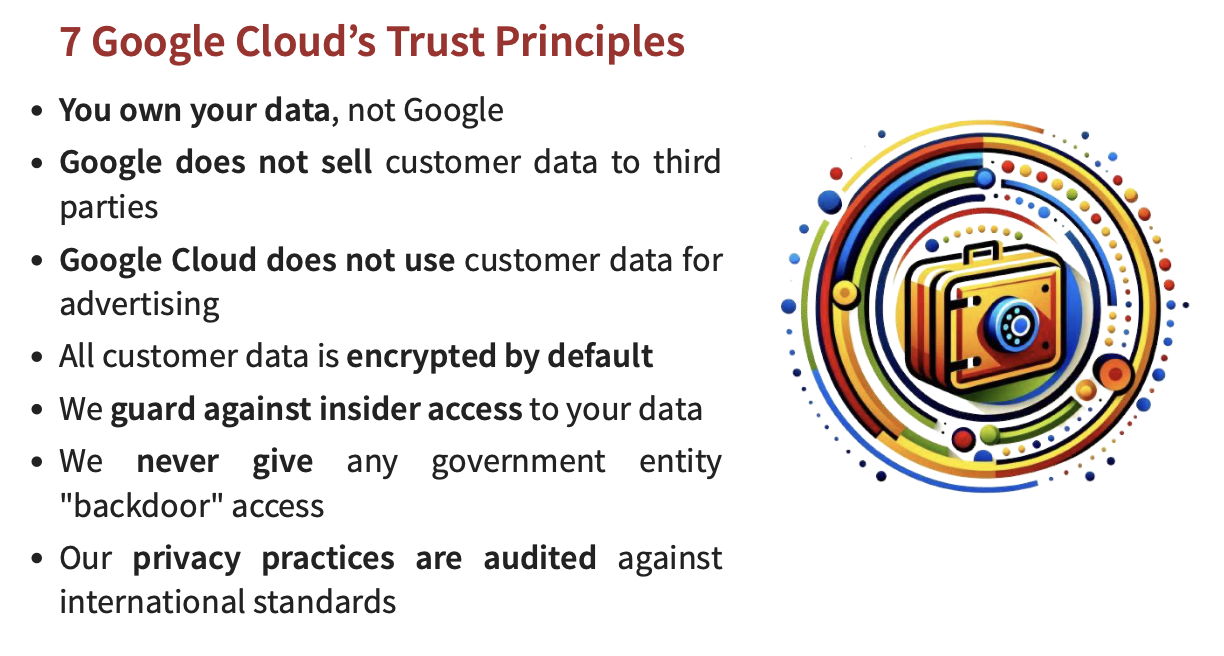 7 Google Cloud’s Trust Principles
• You own your data, not Google
• Google does not sell customer data to third
parties
• Google Cloud does not use customer data for
advertising
• All customer data is encrypted by default
• We guard against insider access to your data
• We never give any government entity
"backdoor" access
• Our privacy practices are audited against
international standards